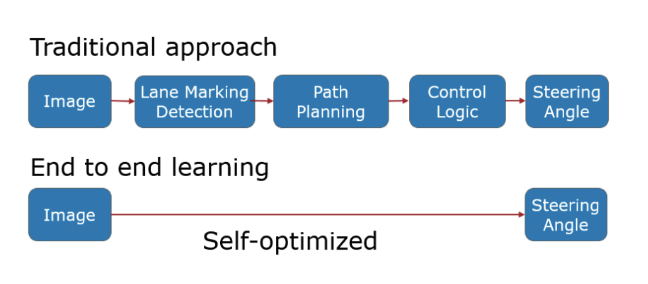 Traditional approach
Image
Lane Marking
Detection
Path
Planning
Control
Logic
Steering
Angle
End to end learning
Image
Steering
Angle
Self-optimized